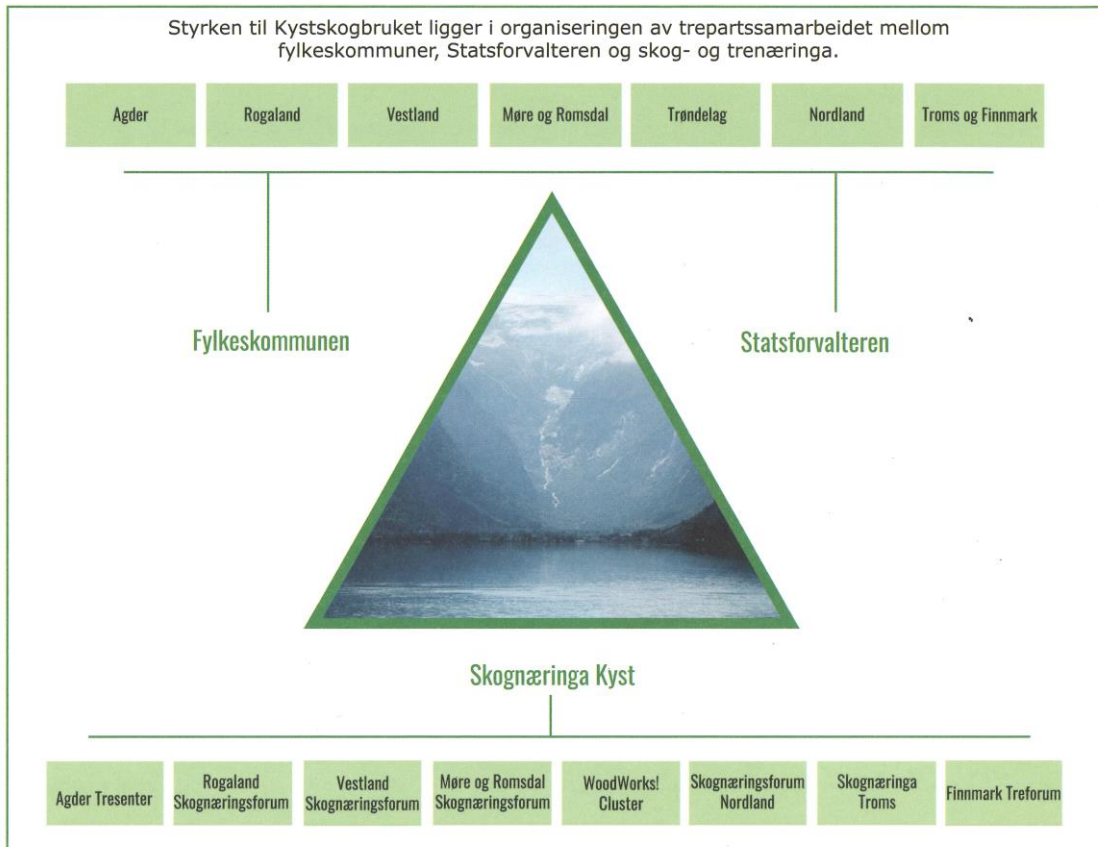 Styrken til Kystskogbruket ligger i organiseringen av trepartssamarbeidet mellom
fylkeskommuner, Statsforvalteren og skog- og trenæringa.
Agder
Rogaland
Vestland
Møre og Romsdal
Trøndelag
Nordland
Troms og Finnmark
Fylkeskommunen
Statsforvalteren
Skognæringa Kyst
Agder Tresenter
Rogaland
Skognæringsforum
Vestland
Skognæringsforum
Møre og Romsdal
Skognæringsforum
WoodWorks!
Cluster
Skognæringsforum
Nordland
Skognæringa
Troms
Finnmark Treforum